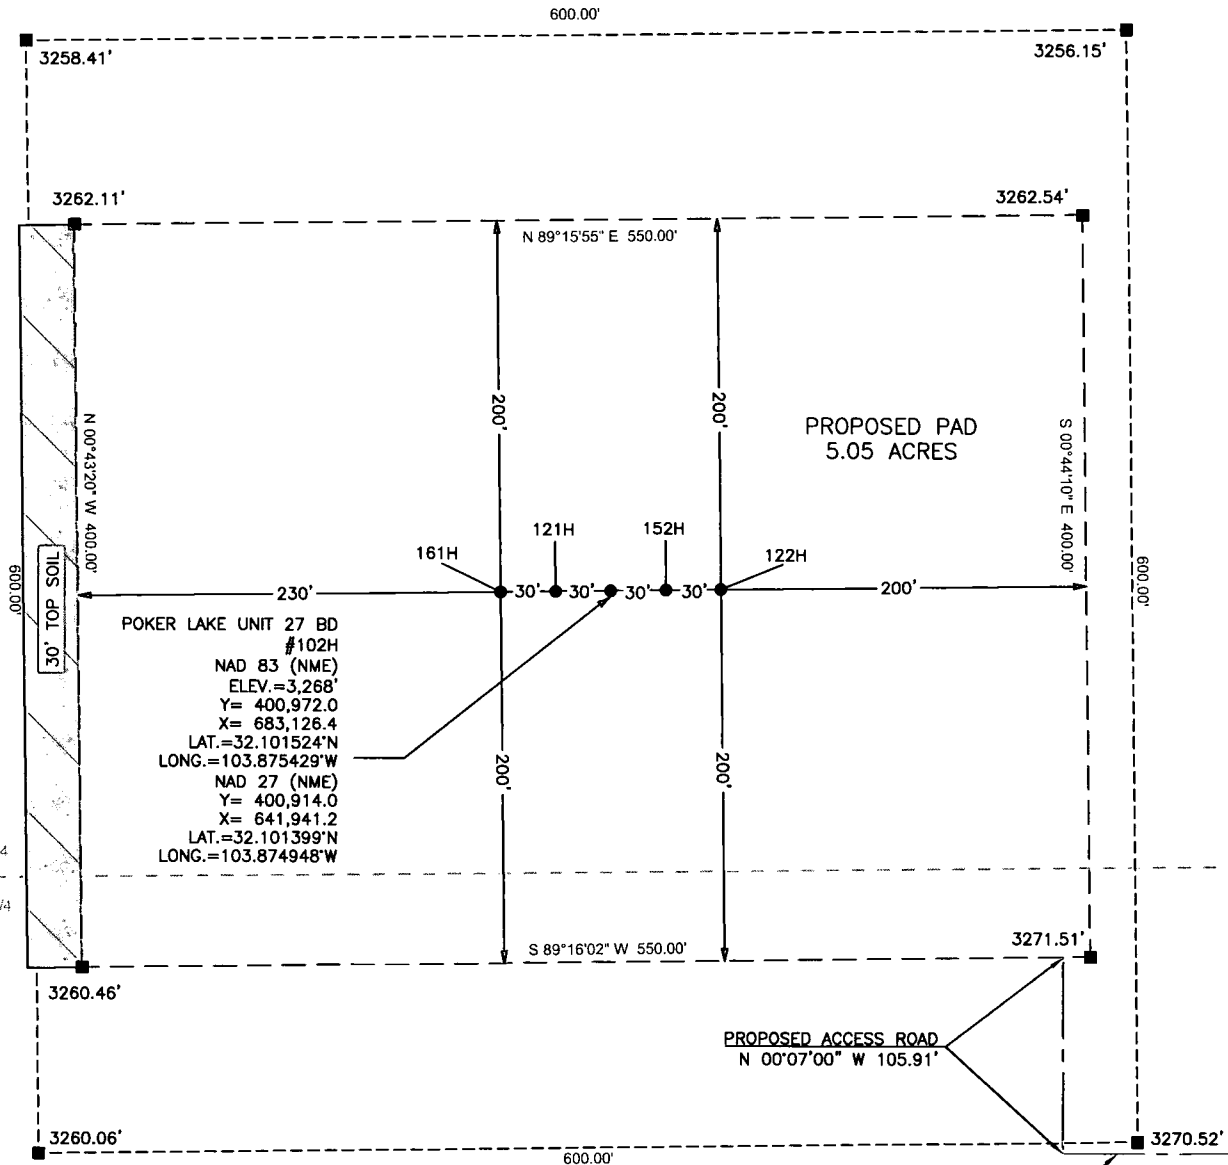 600.00'
3258.41'
3256.15'
3262.11'
3262.54'
N 89°15'55" E 550.00'
200'
200'
PROPOSED PAD
5.05 ACRES
N 00°43'20" W 400.00'
S 00°44'10" E 400.00'
161H
121H
152H
122H
600.00'
30' TOP SOIL
230'
30'
30'
30'
30'
200'
600.00'
POKER LAKE UNIT 27 BD
#102H
NAD 83 (NME)
ELEV.=3,268'
Y= 400,972.0
X= 683,126.4
LAT.=32.101524°N
LONG.=103.875429°W
NAD 27 (NME)
Y= 400,914.0
X= 641,941.2
LAT.=32.101399°N
LONG.=103.874948°W
200'
200'
4
/4
S 89°16'02" W 550.00'
3271.51'
3260.46'
PROPOSED ACCESS ROAD
N 00°07'00" W 105.91'
3260.06'
3270.52'
600.00'